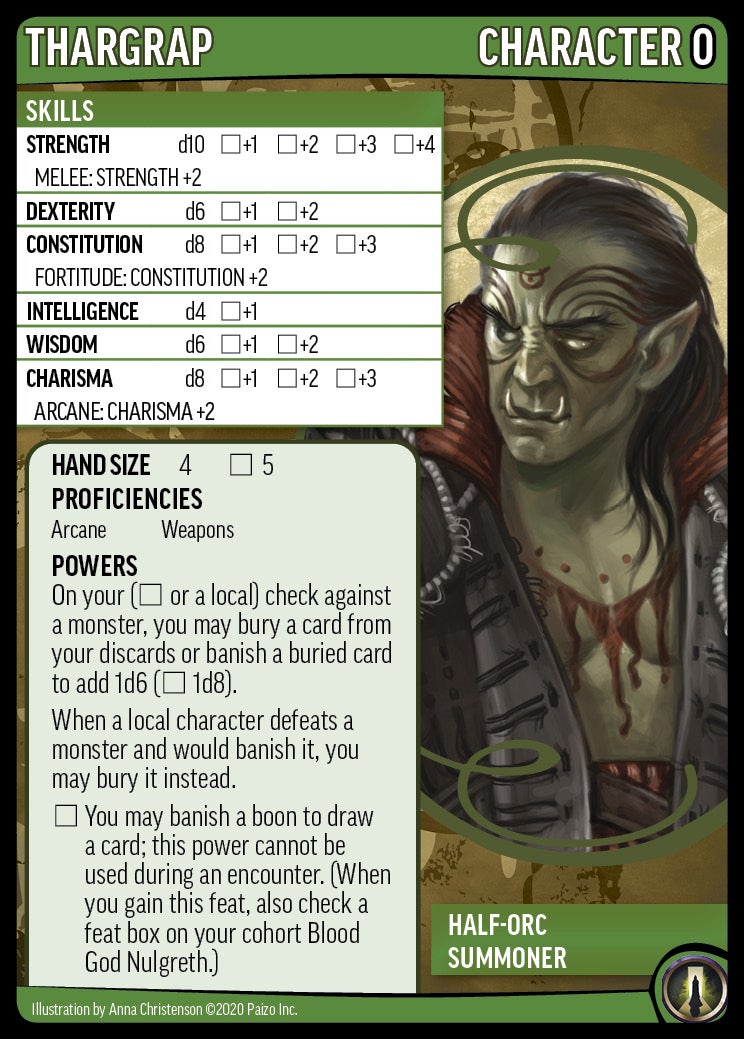 THARGRAP CHARACTER 0
SKILLS
STRENGTH d10 ☐+1 ☐+2 ☐+3 ☐+4
MELEE: STRENGTH +2
DEXTERITY d6 ☐+1 ☐+2
CONSTITUTION d8 ☐+1 ☐+2 ☐+3
FORTITUDE: CONSTITUTION +2
INTELLIGENCE d4 ☐+1
WISDOM d6 ☐+1 ☐+2
CHARISMA d8 ☐+1 ☐+2 ☐+3
ARCANE: CHARISMA +2
HAND SIZE 4 ☐ 5
PROFICIENCIES
Arcane Weapons
POWERS
On your (☐ or a local) check against
a monster, you may bury a card from
your discards or banish a buried card
to add 1d6 (☐ 1d8).
When a local character defeats a
monster and would banish it, you
may bury it instead.
☐ You may banish a boon to draw
a card; this power cannot be
used during an encounter. (When
you gain this feat, also check a
feat box on your cohort Blood
God Nulgreth.)
HALF-ORC
SUMMONER
Illustration by Anna Christenson ©2020 Paizo Inc.